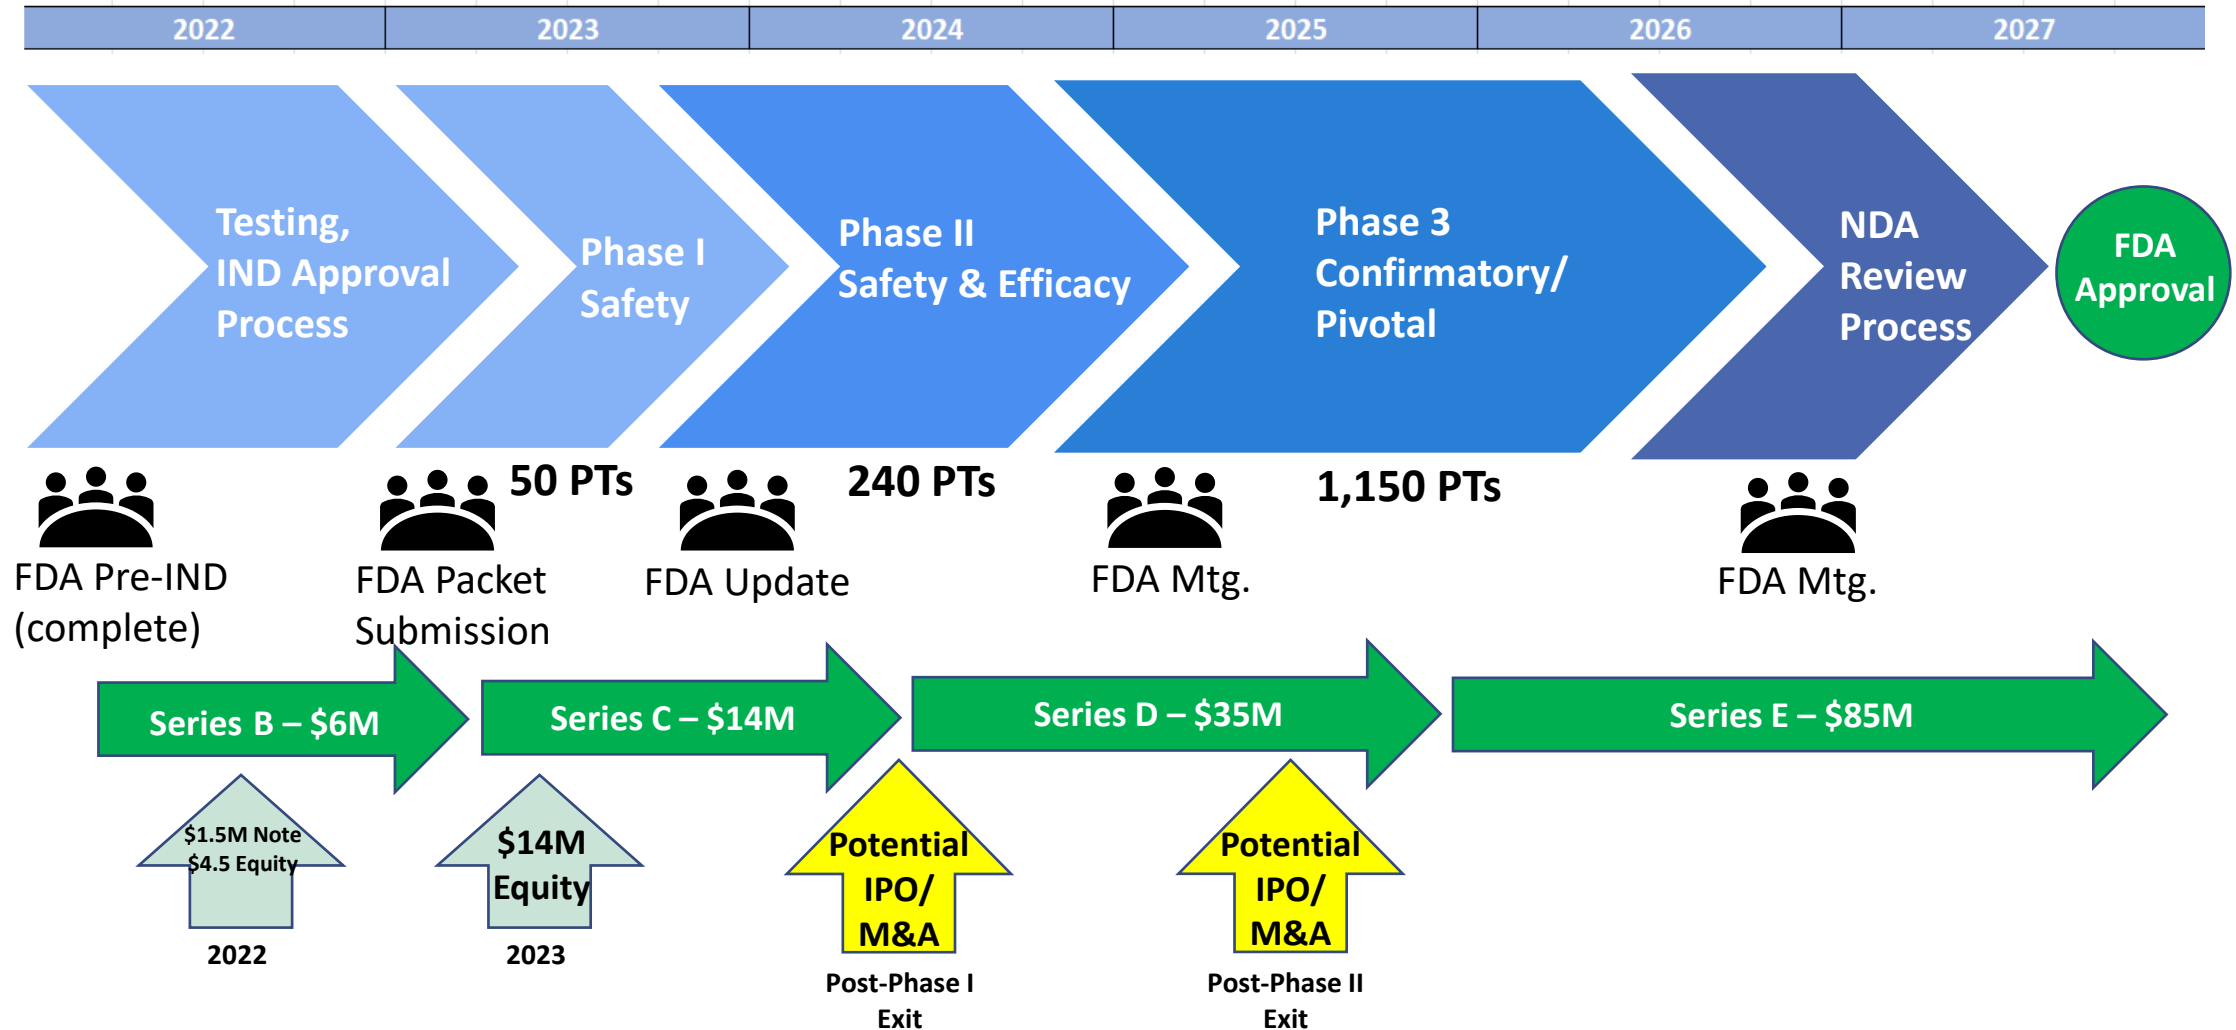 2022
2023
2024
2025
2026
2027
Testing,
IND Approval
Process
Phase I
Safety
Phase II
Safety & Efficacy
Phase 3
Confirmatory/
Pivotal
NDA
Review
Process
FDA
Approval
50 PTs
240 PTs
1,150 PTs
FDA Pre-IND
(complete)
FDA Packet
Submission
FDA Update
FDA Mtg.
FDA Mtg.
Series B – $6M
Series C – $14M
Series D – $35M
Series E – $85M
$1.5M Note
$4.5 Equity
2022
$14M
Equity
2023
Potential
IPO/
M&A
Post-Phase I
Exit
Potential
IPO/
M&A
Post-Phase II
Exit